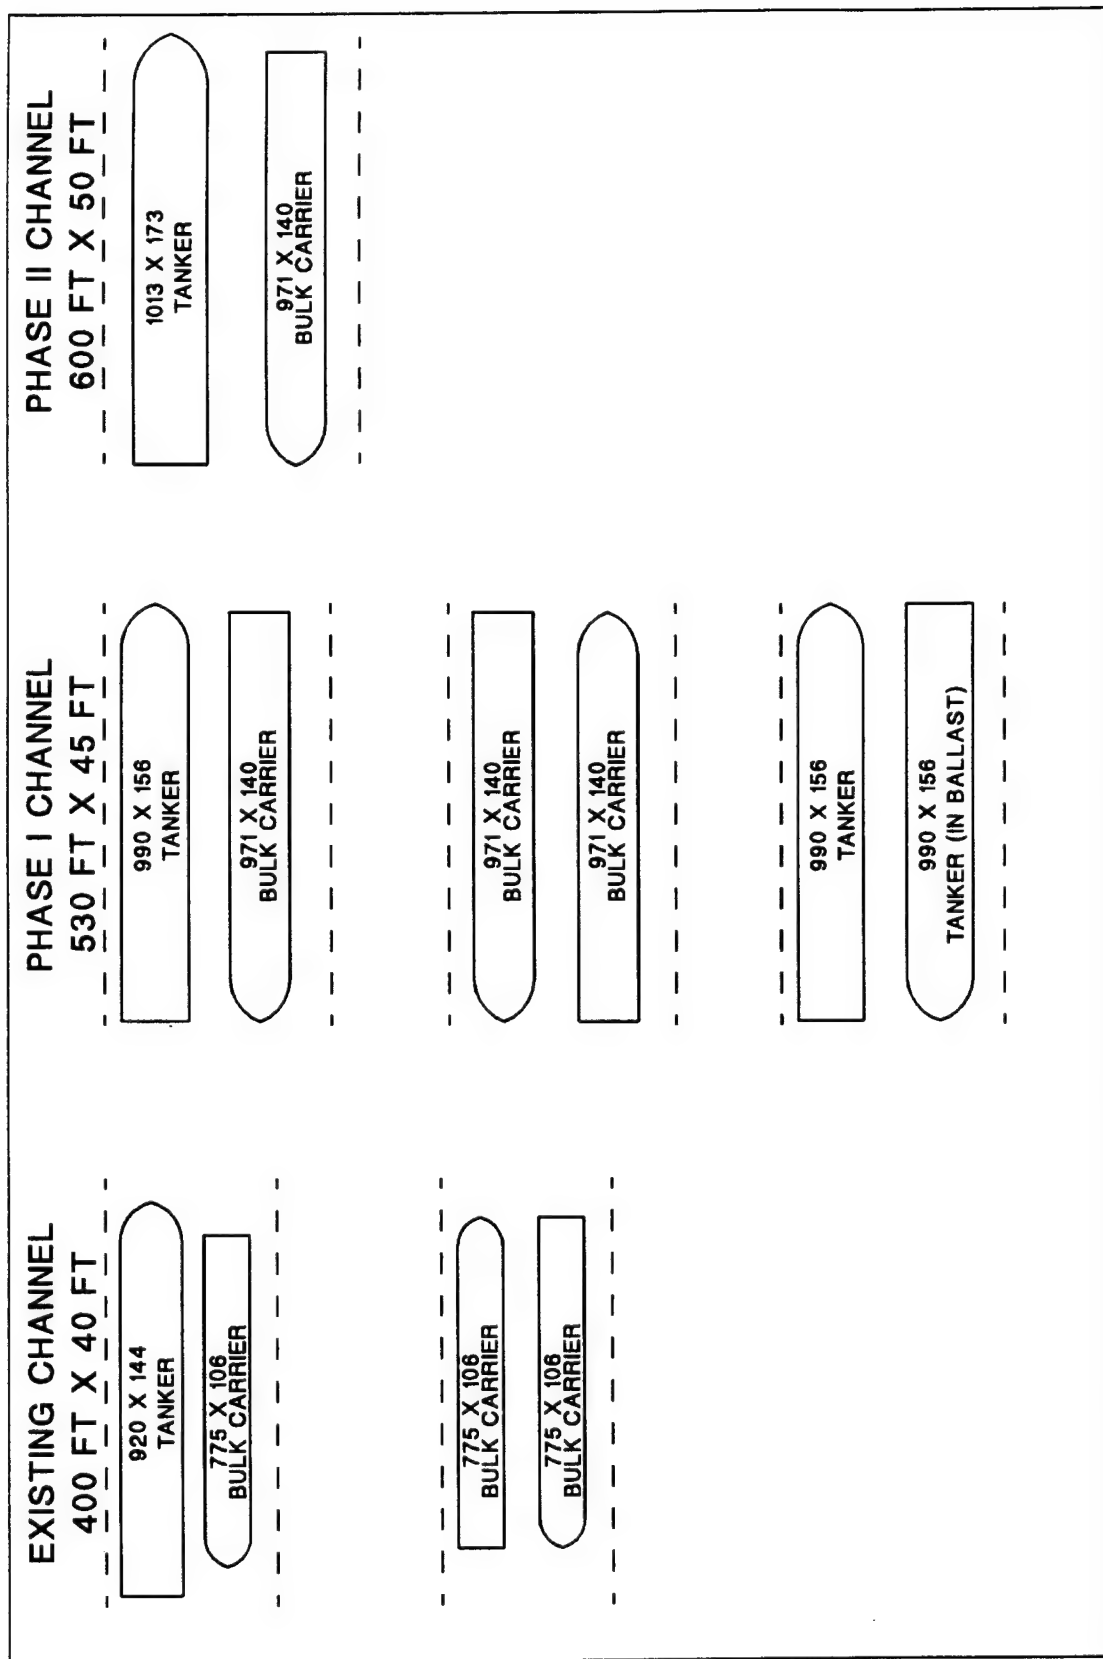 EXISTING CHANNEL
400 FT X 40 FT
920 X 144
TANKER
775 X 106
BULK CARRIER
775 X 106
BULK CARRIER
775 X 106
BULK CARRIER
PHASE I CHANNEL
530 FT X 45 FT
990 X 156
TANKER
971 X 140
BULK CARRIER
971 X 140
BULK CARRIER
971 X 140
BULK CARRIER
990 X 156
TANKER
990 X 156
TANKER (IN BALLAST)
PHASE II CHANNEL
600 FT X 50 FT
1013 X 173
TANKER
971 X 140
BULK CARRIER